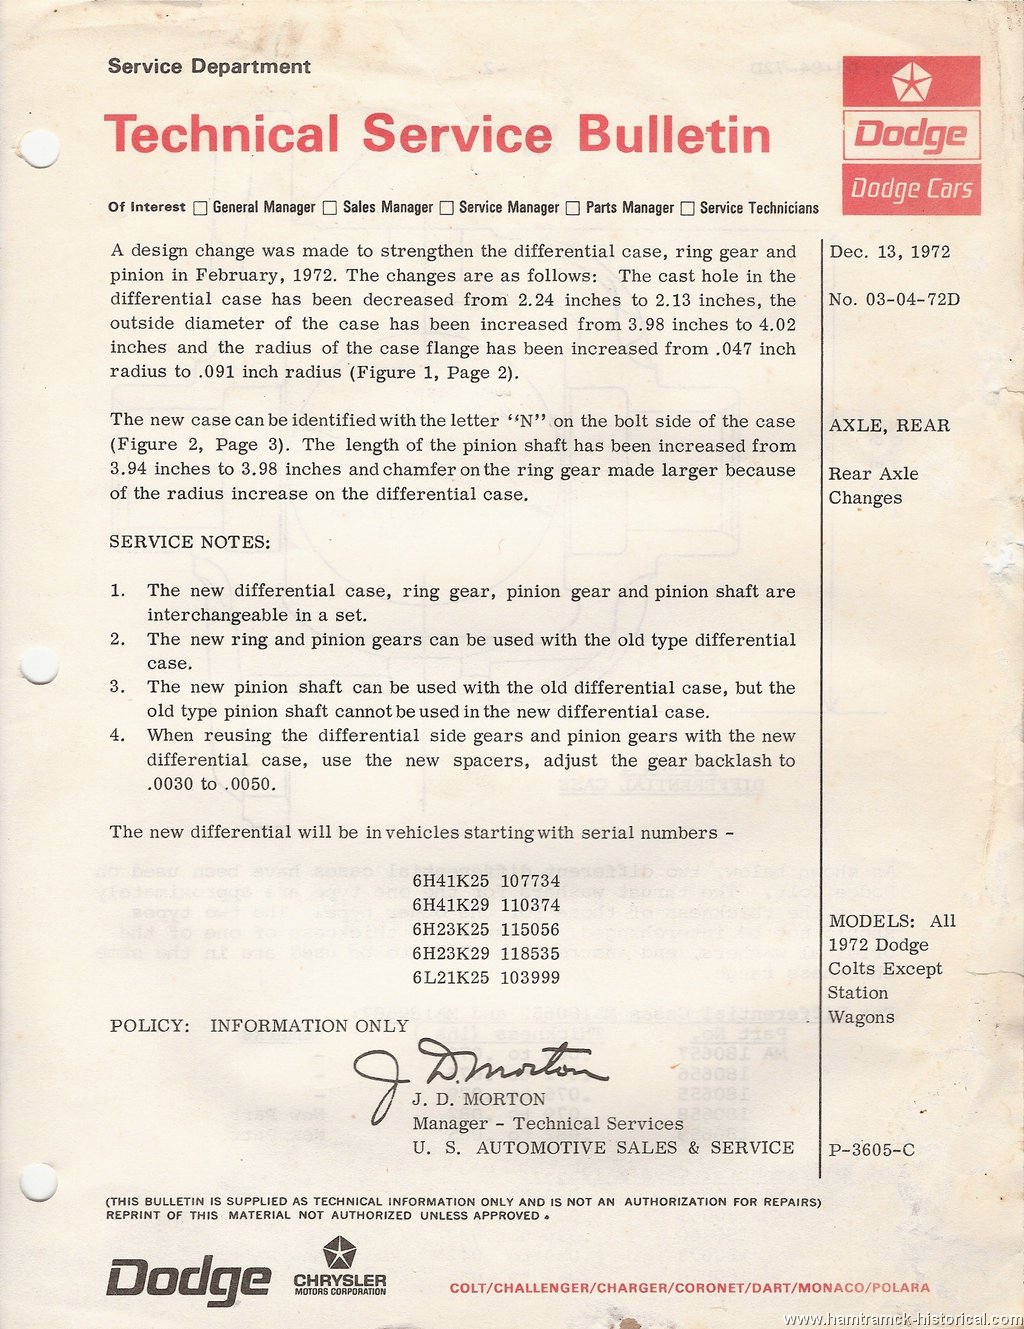 Service Department
Technical Service Bulletin
Dodge
Dodge Cars
Of Interest □ General Manager □ Sales Manager □ Service Manager □ Parts Manager □ Service Technicians
A design change was made to strengthen the differential case, ring gear and
pinion in February, 1972. The changes are as follows: The cast hole in the
differential case has been decreased from 2.24 inches to 2.13 inches, the
outside diameter of the case has been increased from 3.98 inches to 4.02
inches and the radius of the case flange has been increased from .047 inch
radius to .091 inch radius (Figure 1, Page 2).
The new case can be identified with the letter "N" on the bolt side of the case
(Figure 2, Page 3). The length of the pinion shaft has been increased from
3.94 inches to 3.98 inches and chamfer on the ring gear made larger because
of the radius increase on the differential case.
SERVICE NOTES:
1. The new differential case, ring gear, pinion gear and pinion shaft are
interchangeable in a set.
2. The new ring and pinion gears can be used with the old type differential
case.
3. The new pinion shaft can be used with the old differential case, but the
old type pinion shaft cannot be used in the new differential case.
4. When reusing the differential side gears and pinion gears with the new
differential case, use the new spacers, adjust the gear backlash to
.0030 to .0050.
The new differential will be in vehicles starting with serial numbers -
6H41K25 107734
6H41K29 110374
6H23K25 115056
6H23K29 118535
6L21K25 103999
POLICY: INFORMATION ONLY
J. D. Morton
J. D. MORTON
Manager - Technical Services
U. S. AUTOMOTIVE SALES & SERVICE
Dec. 13, 1972
No. 03-04-72D
AXLE, REAR
Rear Axle
Changes
MODELS: All
1972 Dodge
Colts Except
Station
Wagons
P-3605-C
(THIS BULLETIN IS SUPPLIED AS TECHNICAL INFORMATION ONLY AND IS NOT AN AUTHORIZATION FOR REPAIRS)
REPRINT OF THIS MATERIAL NOT AUTHORIZED UNLESS APPROVED.
Dodge
CHRYSLER
MOTORS CORPORATION
COLT/CHALLENGER/CHARGER/CORONET/DART/MONACO/POLARA
www.hamtramck-historical.com